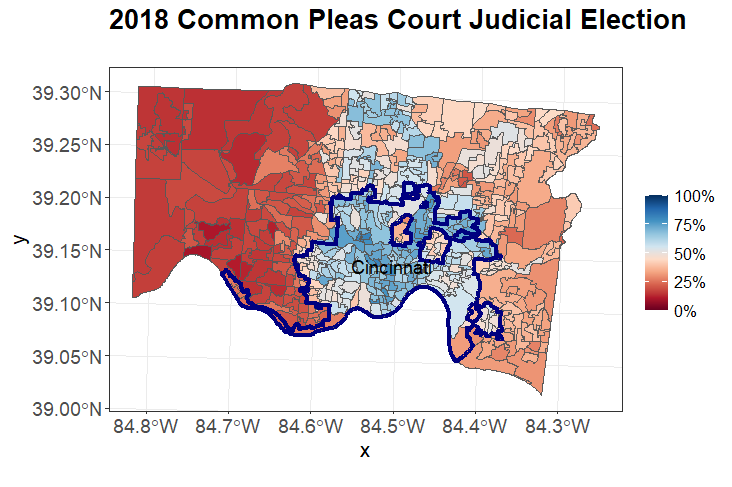 2018 Common Pleas Court Judicial Election
39.30°N
39.25°N
39.20°N
39.15°N
39.10°N
39.05°N
39.00°N
y
Cincinnati
100%
75%
50%
25%
0%
84.8°W 84.7°W 84.6°W 84.5°W 84.4°W 84.3°W
x